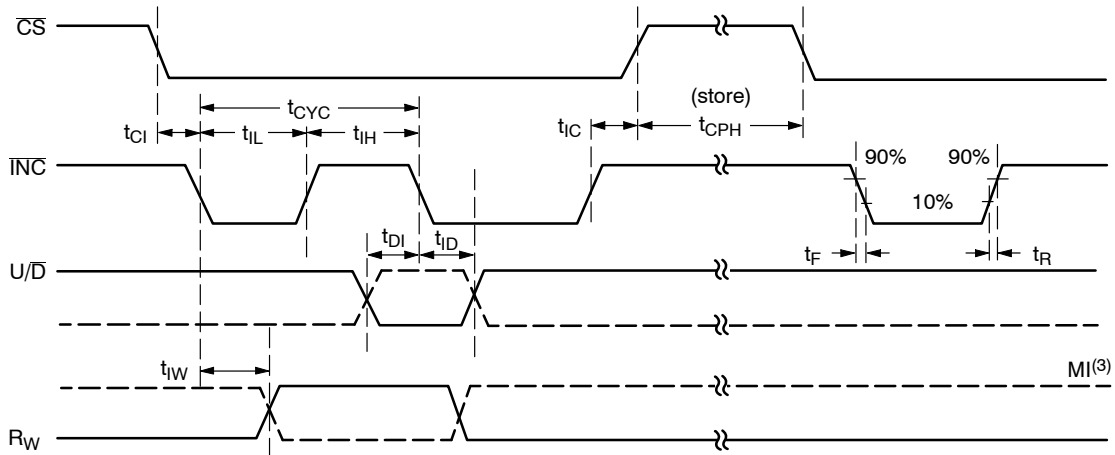 CS
(store)
tCYC
tCI
tIL
tIH
tIC
tCPH
INC
90%
90%
10%
tDI
tID
tF
tR
U/D
tIW
MI(3)
RW